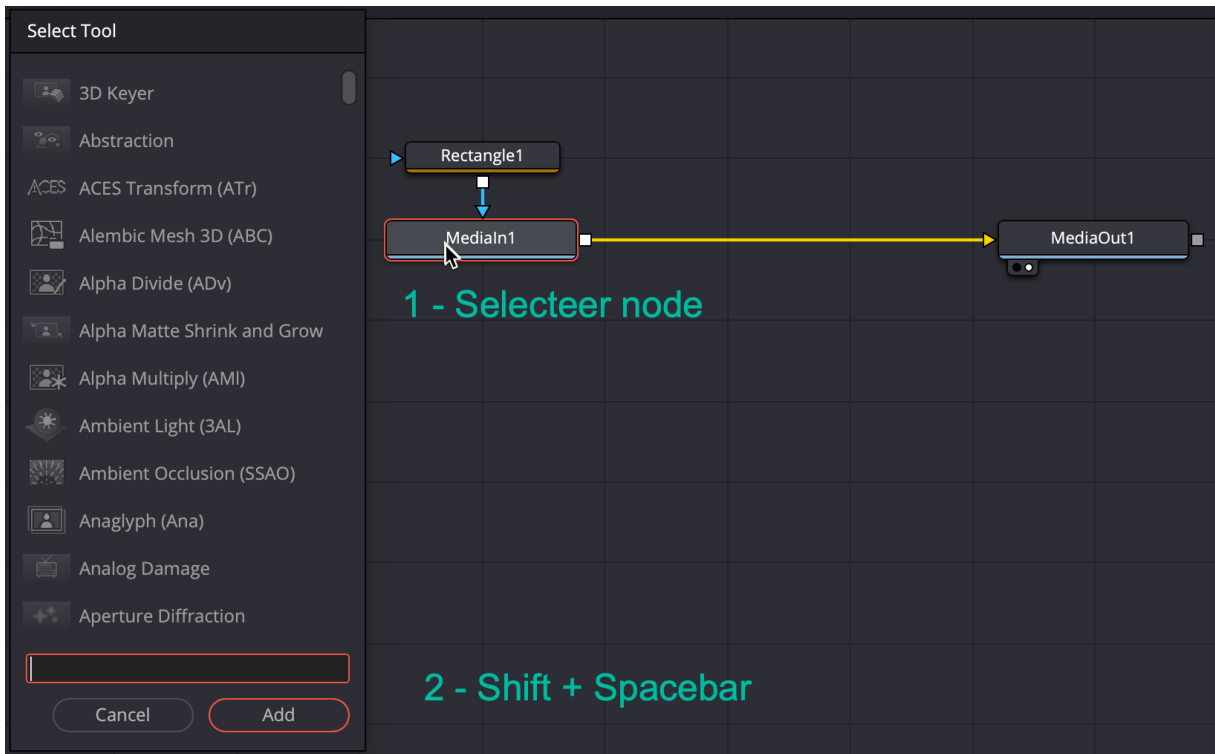 Select Tool
3D Keyer
Abstraction
ACES ACES Transform (ATr)
Alembic Mesh 3D (ABC)
Alpha Divide (ADv)
Alpha Matte Shrink and Grow
Alpha Multiply (AMl)
Ambient Light (3AL)
Ambient Occlusion (SSAO)
Anaglyph (Ana)
Analog Damage
Aperture Diffraction
Cancel
Add
Rectangle1
MediaIn1
MediaOut1
1 - Selecteer node
2 - Shift + Spacebar